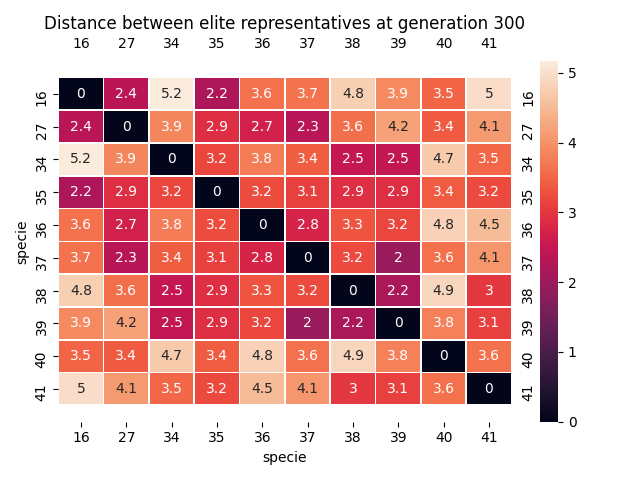 Distance between elite representatives at generation 300
16 27 34 35 36 37 38 39 40 41
16 0 2.4 5.2 2.2 3.6 3.7 4.8 3.9 3.5 5 16
27 2.4 0 3.9 2.9 2.7 2.3 3.6 4.2 3.4 4.1 27
34 5.2 3.9 0 3.2 3.8 3.4 2.5 2.5 4.7 3.5 34
35 2.2 2.9 3.2 0 3.2 3.1 2.9 2.9 3.4 3.2 35
36 3.6 2.7 3.8 3.2 0 2.8 3.3 3.2 4.8 4.5 36
37 3.7 2.3 3.4 3.1 2.8 0 3.2 2 3.6 4.1 37
38 4.8 3.6 2.5 2.9 3.3 3.2 0 2.2 4.9 3 38
39 3.9 4.2 2.5 2.9 3.2 2 2.2 0 3.8 3.1 39
40 3.5 3.4 4.7 3.4 4.8 3.6 4.9 3.8 0 3.6 40
41 5 4.1 3.5 3.2 4.5 4.1 3 3.1 3.6 0 41
16 27 34 35 36 37 38 39 40 41
specie
specie
5
4
3
2
1
0